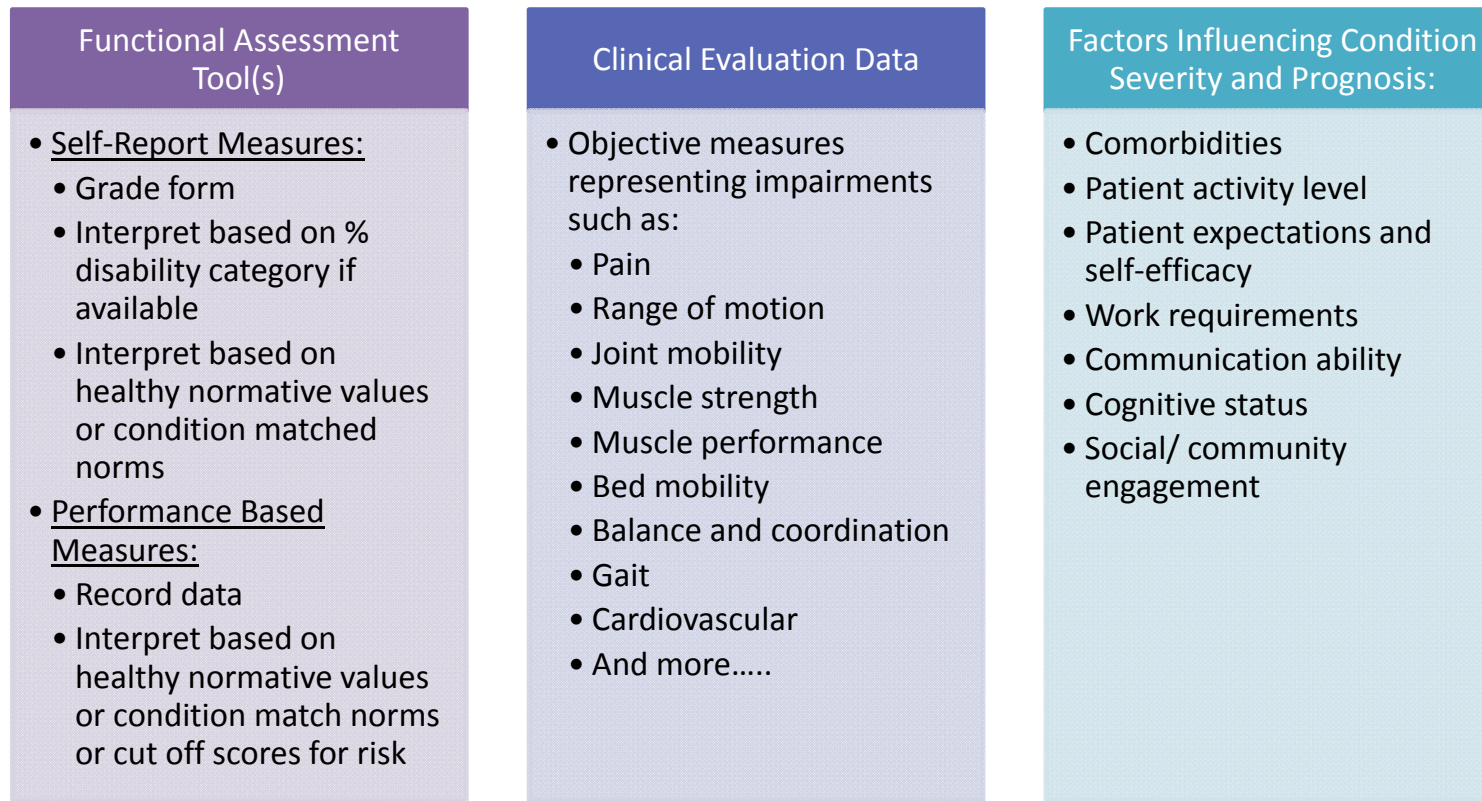 Functional Assessment
Tool(s)
• Self-Report Measures:
• Grade form
• Interpret based on %
disability category if
available
• Interpret based on
healthy normative values
or condition matched
norms
• Performance Based
Measures:
• Record data
• Interpret based on
healthy normative values
or condition match norms
or cut off scores for risk
Clinical Evaluation Data
• Objective measures
representing impairments
such as:
• Pain
• Range of motion
• Joint mobility
• Muscle strength
• Muscle performance
• Bed mobility
• Balance and coordination
• Gait
• Cardiovascular
• And more…..
Factors Influencing Condition
Severity and Prognosis:
• Comorbidities
• Patient activity level
• Patient expectations and
self-efficacy
• Work requirements
• Communication ability
• Cognitive status
• Social/ community
engagement